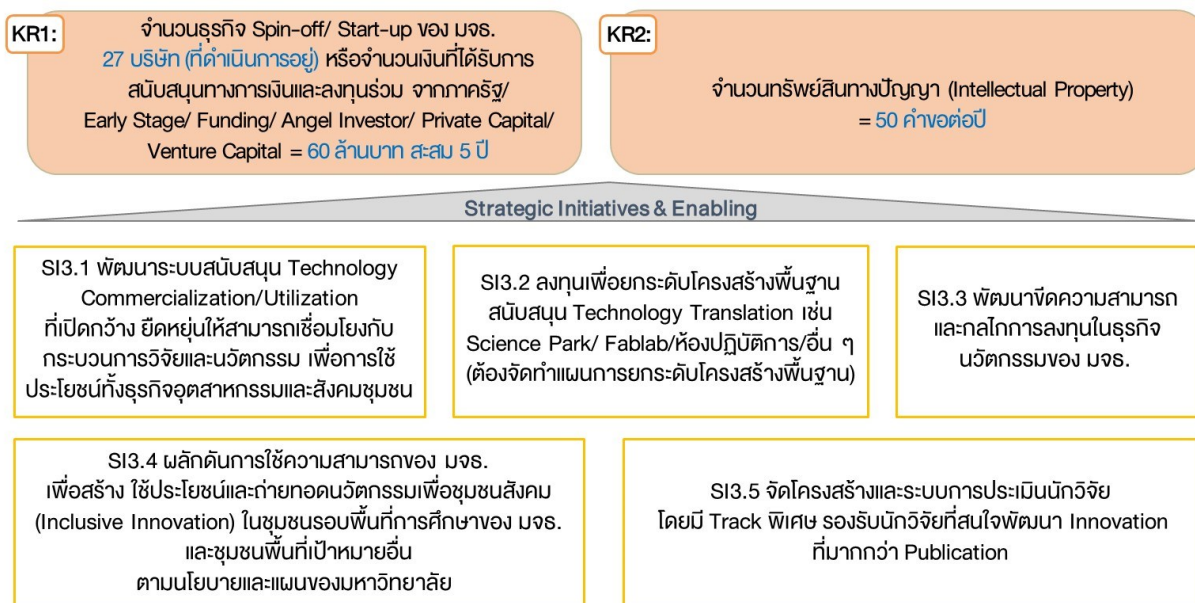 KR1:
จำนวนธุรกิจ Spin-off/ Start-up ของ มจธ.
27 บริษัท (ที่ดำเนินการอยู่) หรือจำนวนเงินที่ได้รับการ
สนับสนุนทางการเงินและลงทุนร่วม จากภาครัฐ/
Early Stage/ Funding/ Angel Investor/ Private Capital/
Venture Capital = 60 ล้านบาท สะสม 5 ปี
KR2:
จำนวนทรัพย์สินทางปัญญา (Intellectual Property)
= 50 คำขอต่อปี
Strategic Initiatives & Enabling
SI3.1 พัฒนาระบบสนับสนุน Technology
Commercialization/Utilization
ที่เปิดกว้าง ยืดหยุ่นให้สามารถเชื่อมโยงกับ
กระบวนการวิจัยและนวัตกรรม เพื่อการใช้
ประโยชน์ทั้งธุรกิจอุตสาหกรรมและสังคมชุมชน
SI3.2 ลงทุนเพื่อยกระดับโครงสร้างพื้นฐาน
สนับสนุน Technology Translation เช่น
Science Park/ Fablab/ห้องปฏิบัติการ/อื่น ๆ
(ต้องจัดทำแผนการยกระดับโครงสร้างพื้นฐาน)
SI3.3 พัฒนาขีดความสามารถ
และกลไกการลงทุนในธุรกิจ
นวัตกรรมของ มจธ.
SI3.4 ผลักดันการใช้ความสามารถของ มจธ.
เพื่อสร้าง ใช้ประโยชน์และถ่ายทอดนวัตกรรมเพื่อชุมชนสังคม
(Inclusive Innovation) ในชุมชนรอบพื้นที่การศึกษาของ มจธ.
และชุมชนพื้นที่เป้าหมายอื่น
ตามนโยบายและแผนของมหาวิทยาลัย
SI3.5 จัดโครงสร้างและระบบการประเมินนักวิจัย
โดยมี Track พิเศษ รองรับนักวิจัยที่สนใจพัฒนา Innovation
ที่มากกว่า Publication